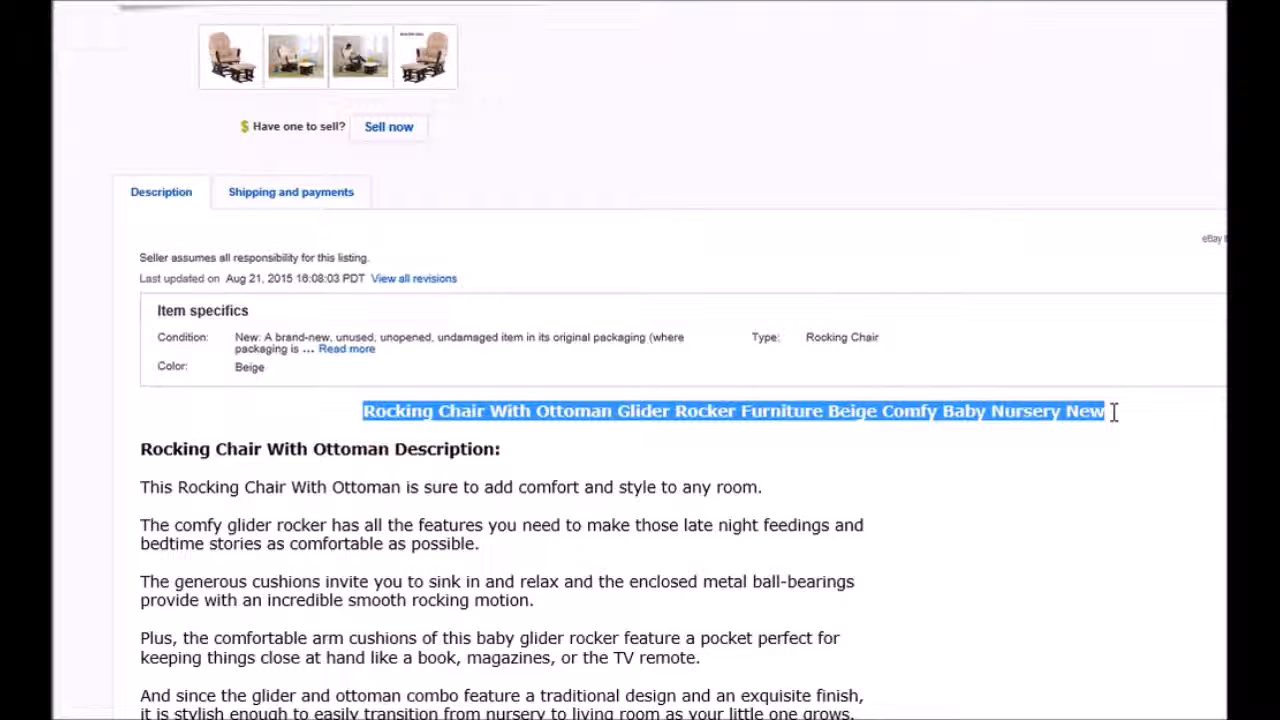 Have one to sell? Sell now
Description
Shipping and payments
eBay
Seller assumes all responsibility for this listing.
Last updated on Aug 21, 2015 16:08:03 PDT View all revisions
Item specifics
Condition: New: A brand-new, unused, unopened, undamaged item in its original packaging (where
packaging is ... Read more
Type: Rocking Chair
Color: Beige
Rocking Chair With Ottoman Glider Rocker Furniture Beige Comfy Baby Nursery New
Rocking Chair With Ottoman Description:
This Rocking Chair With Ottoman is sure to add comfort and style to any room.
The comfy glider rocker has all the features you need to make those late night feedings and
bedtime stories as comfortable as possible.
The generous cushions invite you to sink in and relax and the enclosed metal ball-bearings
provide with an incredible smooth rocking motion.
Plus, the comfortable arm cushions of this baby glider rocker feature a pocket perfect for
keeping things close at hand like a book, magazines, or the TV remote.
And since the glider and ottoman combo feature a traditional design and an exquisite finish,
it is stylish enough to easily transition from nursery to living room as your little one grows.